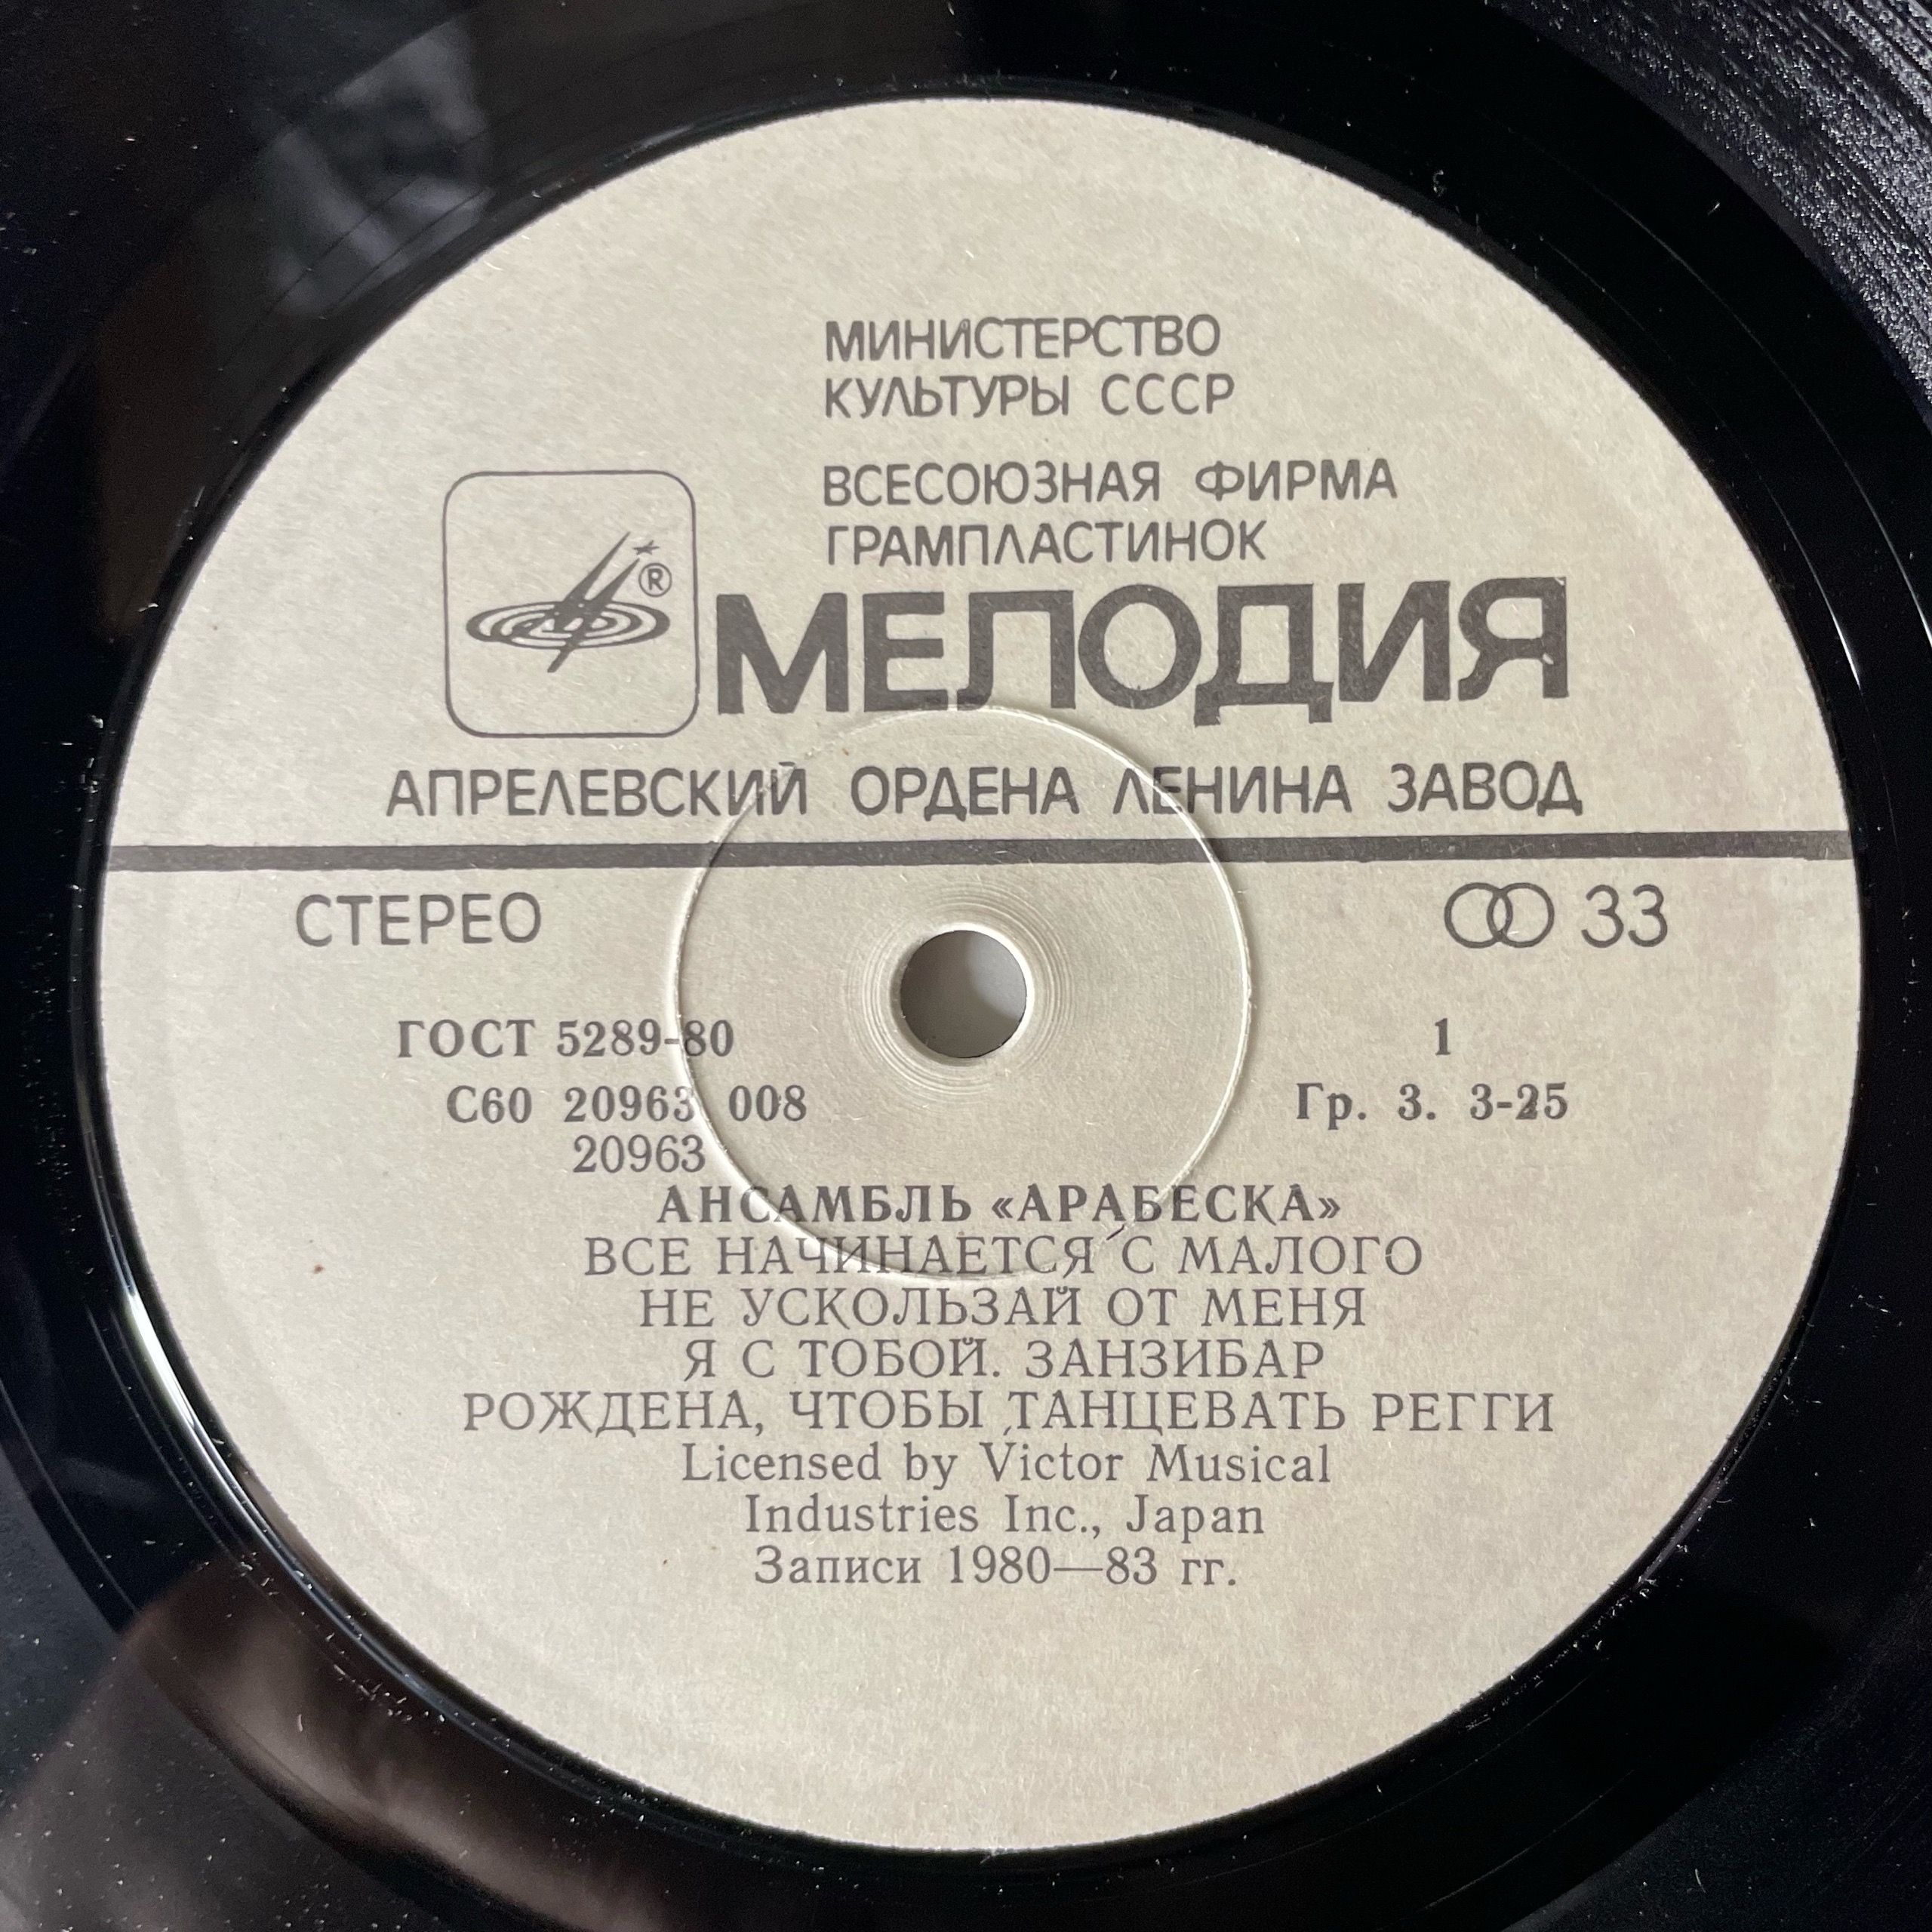 МИНИСТЕРСТВО
КУЛЬТУРЫ СССР
ВСЕСОЮЗНАЯ ФИРМА
ГРАМПЛАСТИНОК
®
МЕЛОДИЯ
АПРЕЛЕВСКИЙ ОРДЕНА ЛЕНИНА ЗАВОД
СТЕРЕО 33
ГОСТ 5289-80 1
С60 20963 008 Гр. 3. 3-25
20963
АНСАМБЛЬ «АРАБЕСКА»
ВСЕ НАЧИНАЕТСЯ С МАЛОГО
НЕ УСКОЛЬЗАЙ ОТ МЕНЯ
Я С ТОБОЙ. ЗАНЗИБАР
РОЖДЕНА, ЧТОБЫ ТАНЦЕВАТЬ РЕГГИ
Licensed by Victor Musical
Industries Inc., Japan
Записи 1980—83 гг.